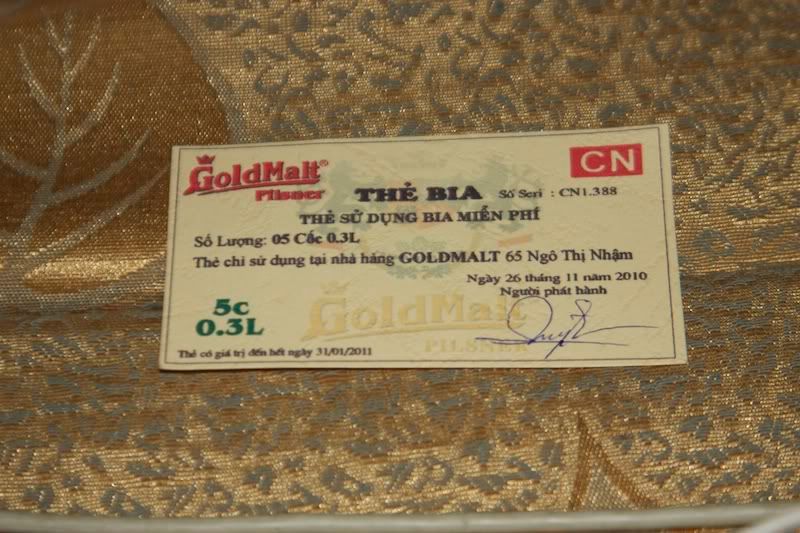 GoldMalt®
Pilsner
CN
THẺ BIA
Số Seri : CN1.388
THẺ SỬ DỤNG BIA MIỄN PHÍ
Số Lượng: 05 Cốc 0.3L
Thẻ chỉ sử dụng tại nhà hàng GOLDMALT 65 Ngô Thị Nhậm
Ngày 26 tháng 11 năm 2010
Người phát hành
5c
0.3L
GoldMalt
PILSNER
Thẻ có giá trị đến hết ngày 31/01/2011